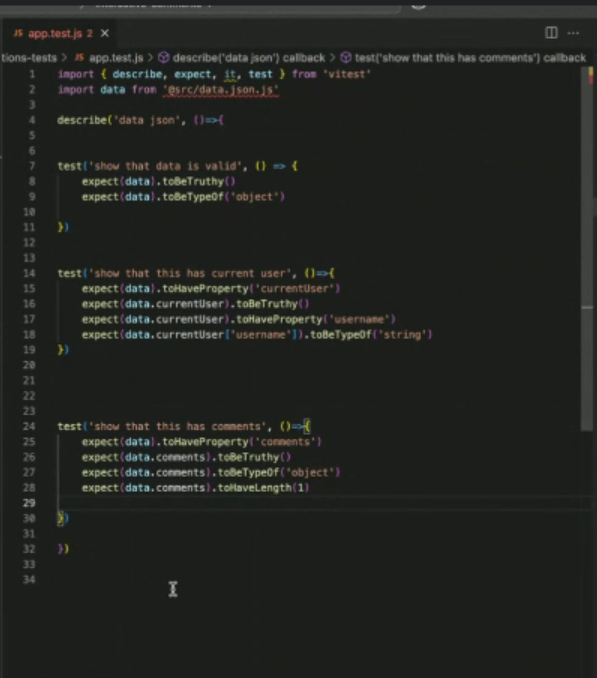 JS app.test.js 2 ×
tions-tests > JS app.test.js > describe('data json') callback > test('show that this has comments') callback
1 import { describe, expect, it, test } from 'vitest'
2 import data from '@src/data.json.js'
3
4 describe('data json', ()=>{
5
6
7 test('show that data is valid', () => {
8 expect(data).toBeTruthy()
9 expect(data).toBeTypeOf('object')
10
11 })
12
13
14 test('show that this has current user', ()=>{
15 expect(data).toHaveProperty('currentUser')
16 expect(data.currentUser).toBeTruthy()
17 expect(data.currentUser).toHaveProperty('username')
18 expect(data.currentUser['username']).toBeTypeOf('string')
19 })
20
21
22
23
24 test('show that this has comments', ()=>{
25 expect(data).toHaveProperty('comments')
26 expect(data.comments).toBeTruthy()
27 expect(data.comments).toBeTypeOf('object')
28 expect(data.comments).toHaveLength(1)
29
30 })
31
32 })
33
34